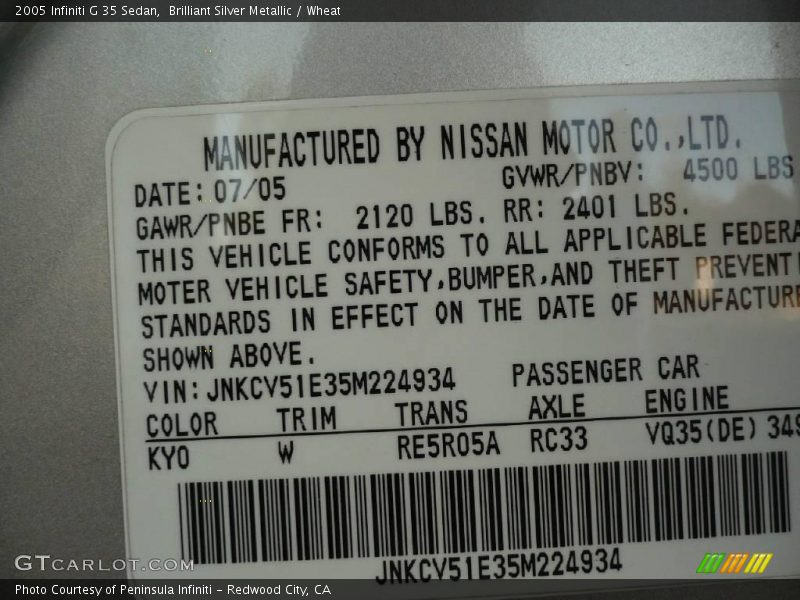 2005 Infiniti G 35 Sedan,  Brilliant Silver Metallic / Wheat
MANUFACTURED BY NISSAN MOTOR CO.,LTD.
DATE: 07/05 GVWR/PNBV: 4500 LBS
GAWR/PNBE FR: 2120 LBS. RR: 2401 LBS.
THIS VEHICLE CONFORMS TO ALL APPLICABLE FEDERA
MOTER VEHICLE SAFETY,BUMPER,AND THEFT PREVENTI
STANDARDS IN EFFECT ON THE DATE OF MANUFACTURE
SHOWN ABOVE.
VIN: JNKCV51E35M224934 PASSENGER CAR
COLOR TRIM TRANS AXLE ENGINE
KY0 W RE5R05A RC33 VQ35(DE) 349
JNKCV51E35M224934
GTCARLOT.COM
Photo Courtesy of Peninsula Infiniti - Redwood City, CA